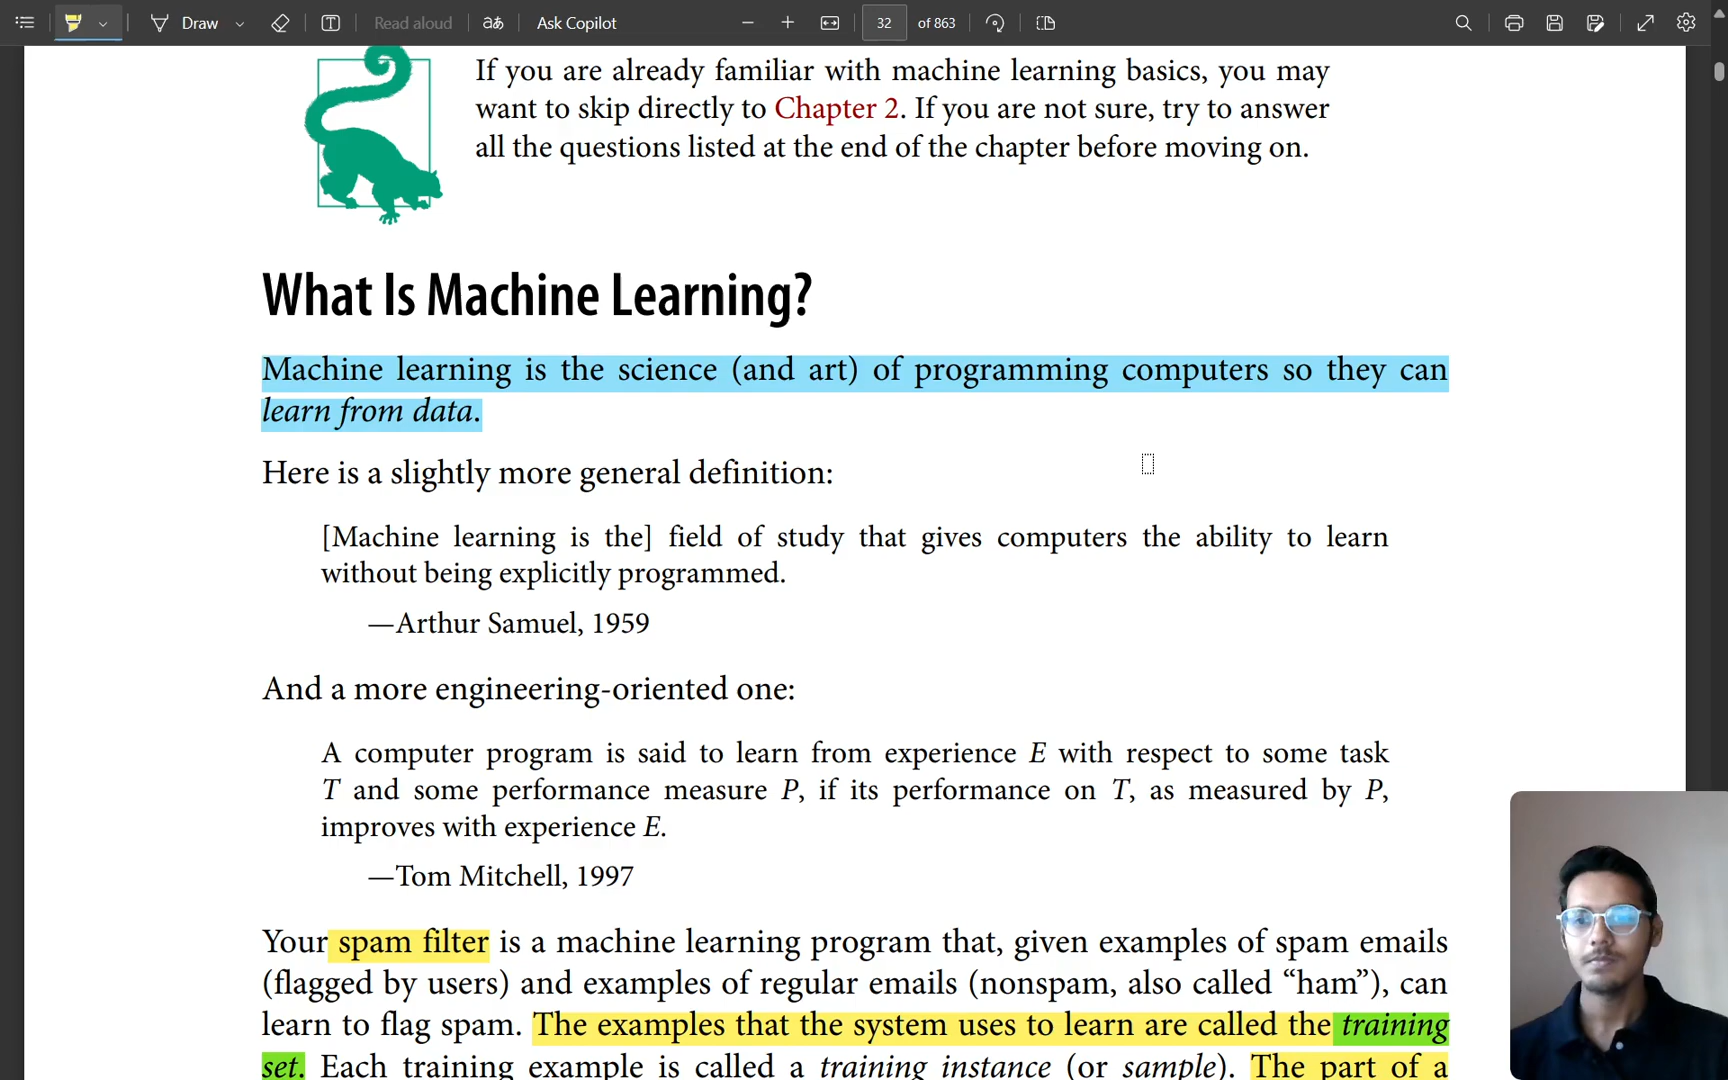 Draw
Read aloud
aあ
Ask Copilot
32 of 863
If you are already familiar with machine learning basics, you may
want to skip directly to Chapter 2. If you are not sure, try to answer
all the questions listed at the end of the chapter before moving on.
What Is Machine Learning?
Machine learning is the science (and art) of programming computers so they can
learn from data.
Here is a slightly more general definition:
[Machine learning is the] field of study that gives computers the ability to learn
without being explicitly programmed.
—Arthur Samuel, 1959
And a more engineering-oriented one:
A computer program is said to learn from experience E with respect to some task
T and some performance measure P, if its performance on T, as measured by P,
improves with experience E.
—Tom Mitchell, 1997
Your spam filter is a machine learning program that, given examples of spam emails
(flagged by users) and examples of regular emails (nonspam, also called “ham”), can
learn to flag spam. The examples that the system uses to learn are called the training
set. Each training example is called a training instance (or sample). The part of a